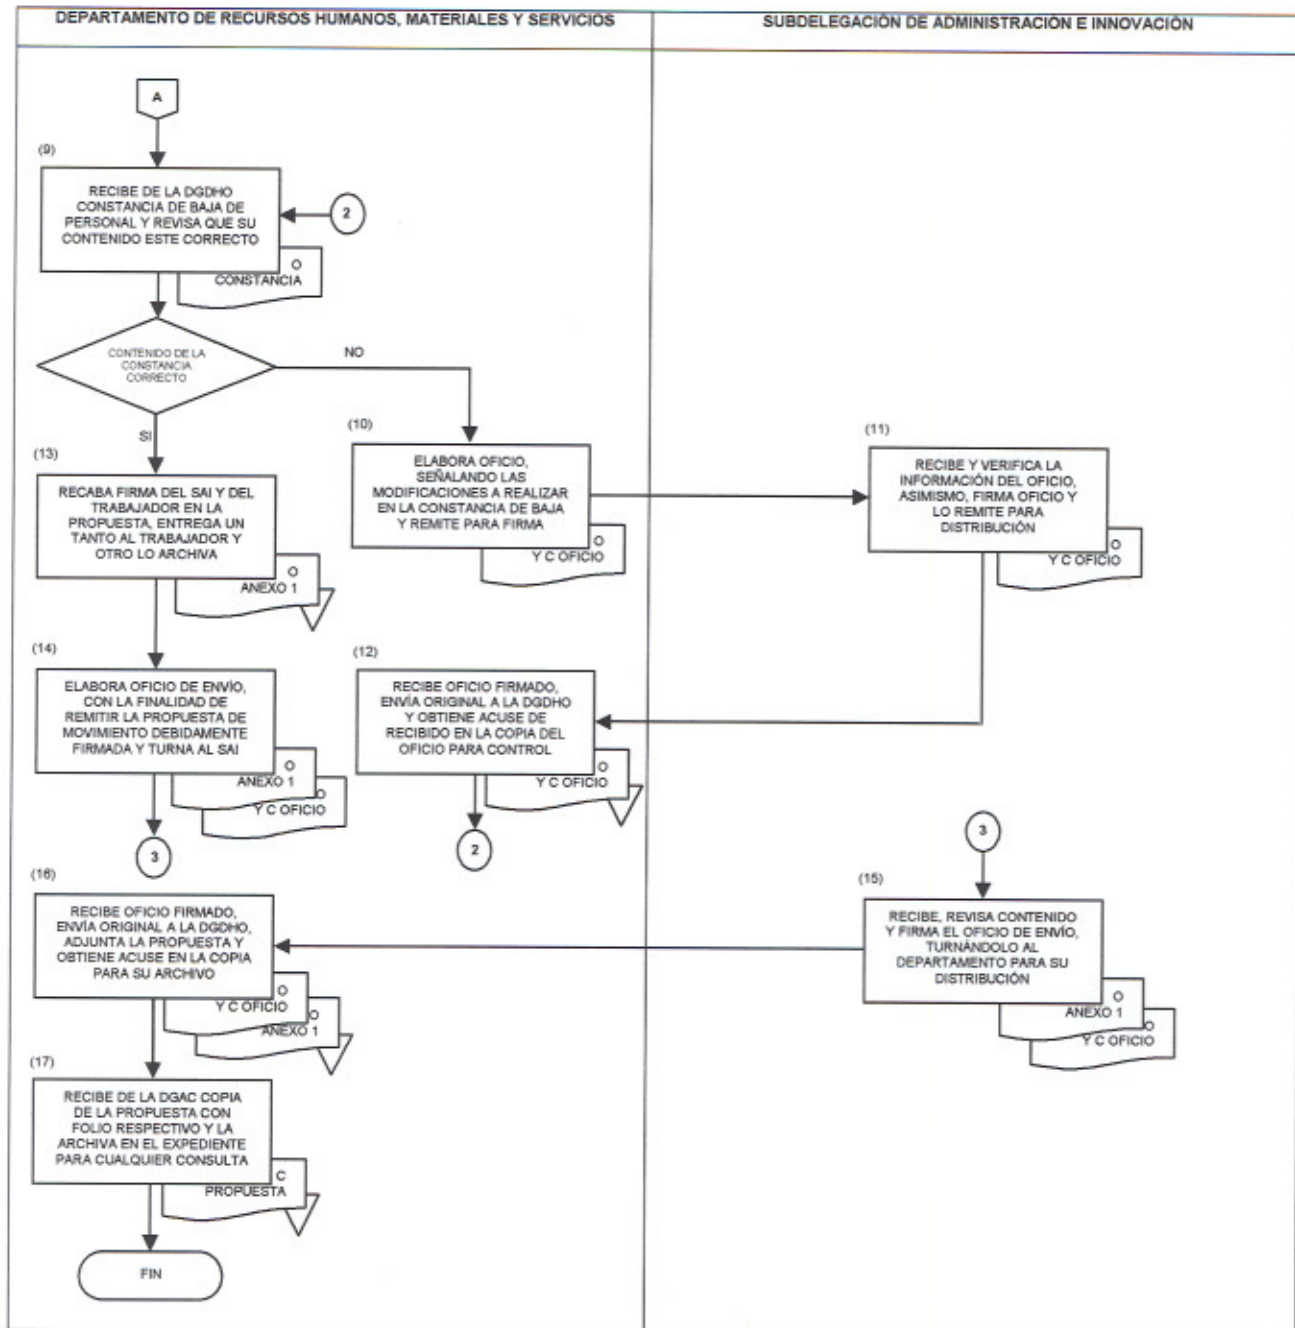 DEPARTAMENTO DE RECURSOS HUMANOS, MATERIALES Y SERVICIOS
SUBDELEGACIÓN DE ADMINISTRACIÓN E INNOVACIÓN
A
(9)
RECIBE DE LA DGDHO
CONSTANCIA DE BAJA DE
PERSONAL Y REVISA QUE SU
CONTENIDO ESTE CORRECTO
2
O
CONSTANCIA
CONTENIDO DE LA
CONSTANCIA
CORRECTO
NO
SI
(10)
ELABORA OFICIO,
SEÑALANDO LAS
MODIFICACIONES A REALIZAR
EN LA CONSTANCIA DE BAJA
Y REMITE PARA FIRMA
O
Y C OFICIO
(11)
RECIBE Y VERIFICA LA
INFORMACIÓN DEL OFICIO,
ASIMISMO, FIRMA OFICIO Y
LO REMITE PARA
DISTRIBUCIÓN
O
Y C OFICIO
(13)
RECABA FIRMA DEL SAI Y DEL
TRABAJADOR EN LA
PROPUESTA, ENTREGA UN
TANTO AL TRABAJADOR Y
OTRO LO ARCHIVA
O
ANEXO 1
(14)
ELABORA OFICIO DE ENVÍO,
CON LA FINALIDAD DE
REMITIR LA PROPUESTA DE
MOVIMIENTO DEBIDAMENTE
FIRMADA Y TURNA AL SAI
O
ANEXO 1
O
Y C OFICIO
3
(12)
RECIBE OFICIO FIRMADO,
ENVÍA ORIGINAL A LA DGDHO
Y OBTIENE ACUSE DE
RECIBIDO EN LA COPIA DEL
OFICIO PARA CONTROL
O
Y C OFICIO
2
3
(15)
RECIBE, REVISA CONTENIDO
Y FIRMA EL OFICIO DE ENVÍO,
TURNÁNDOLO AL
DEPARTAMENTO PARA SU
DISTRIBUCIÓN
O
ANEXO 1
O
Y C OFICIO
(16)
RECIBE OFICIO FIRMADO,
ENVÍA ORIGINAL A LA DGDHO,
ADJUNTA LA PROPUESTA Y
OBTIENE ACUSE EN LA COPIA
PARA SU ARCHIVO
O
Y C OFICIO
O
ANEXO 1
(17)
RECIBE DE LA DGAC COPIA
DE LA PROPUESTA CON
FOLIO RESPECTIVO Y LA
ARCHIVA EN EL EXPEDIENTE
PARA CUALQUIER CONSULTA
C
PROPUESTA
FIN